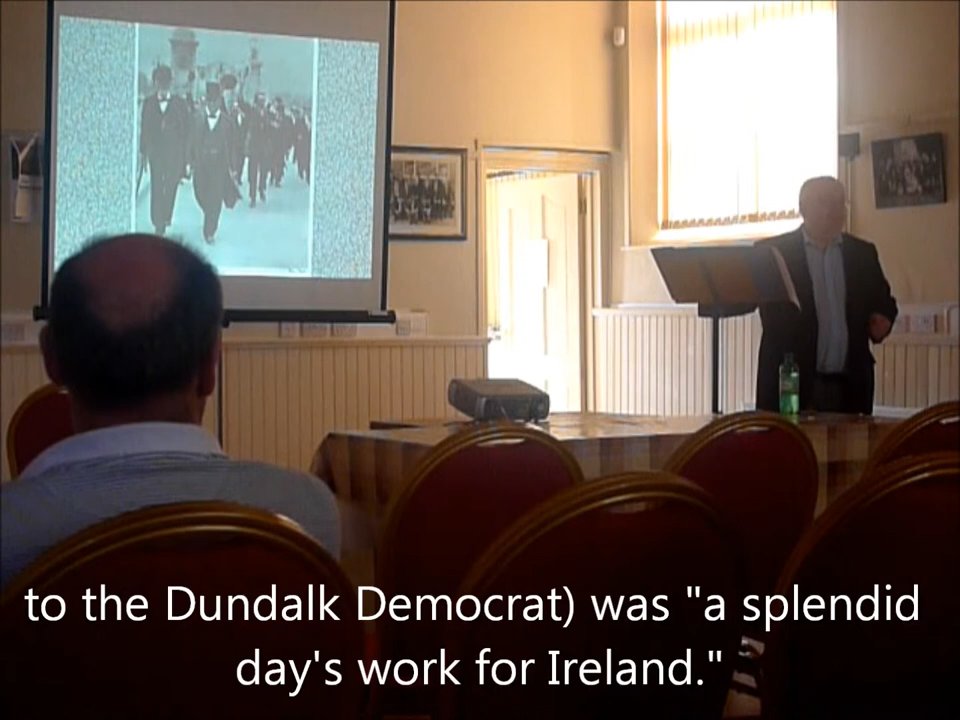 to the Dundalk Democrat) was "a splendid
day's work for Ireland."